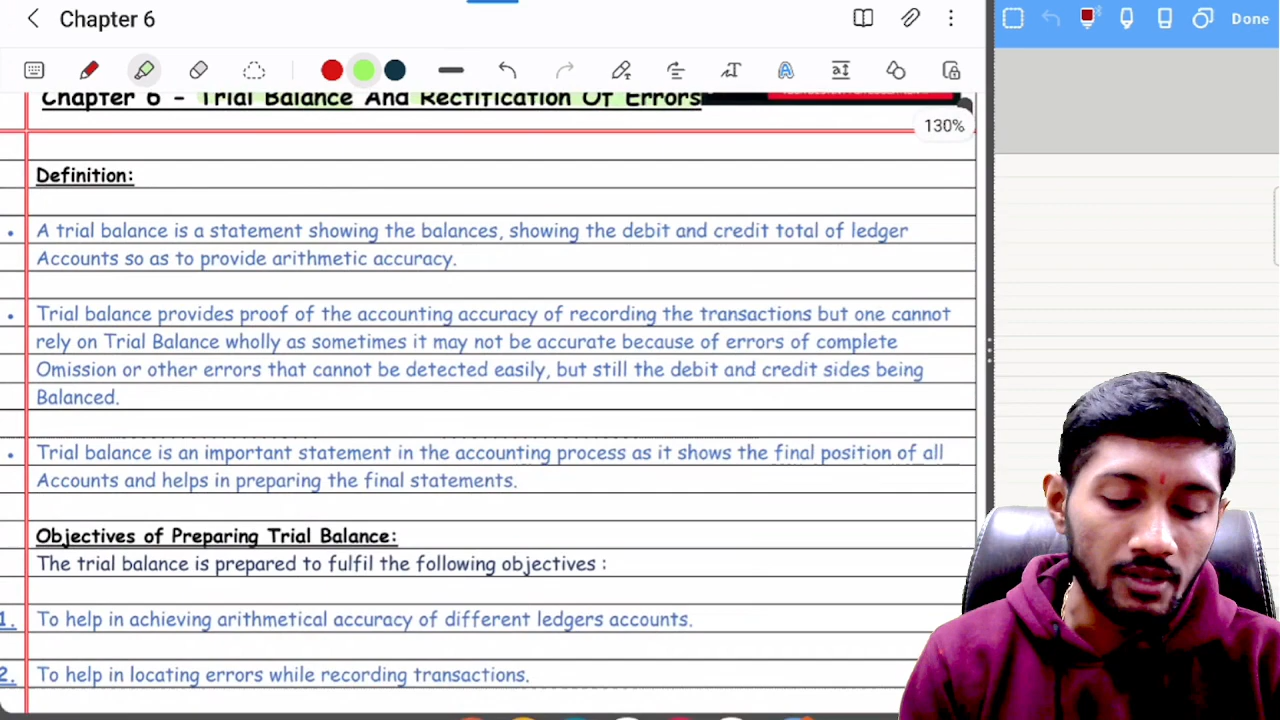 Chapter 6
Done
Chapter 6 - Trial Balance And Rectification Of Errors
130%
Definition:
• A trial balance is a statement showing the balances, showing the debit and credit total of ledger
Accounts so as to provide arithmetic accuracy.
• Trial balance provides proof of the accounting accuracy of recording the transactions but one cannot
rely on Trial Balance wholly as sometimes it may not be accurate because of errors of complete
Omission or other errors that cannot be detected easily, but still the debit and credit sides being
Balanced.
• Trial balance is an important statement in the accounting process as it shows the final position of all
Accounts and helps in preparing the final statements.
Objectives of Preparing Trial Balance:
The trial balance is prepared to fulfil the following objectives :
1. To help in achieving arithmetical accuracy of different ledgers accounts.
2. To help in locating errors while recording transactions.